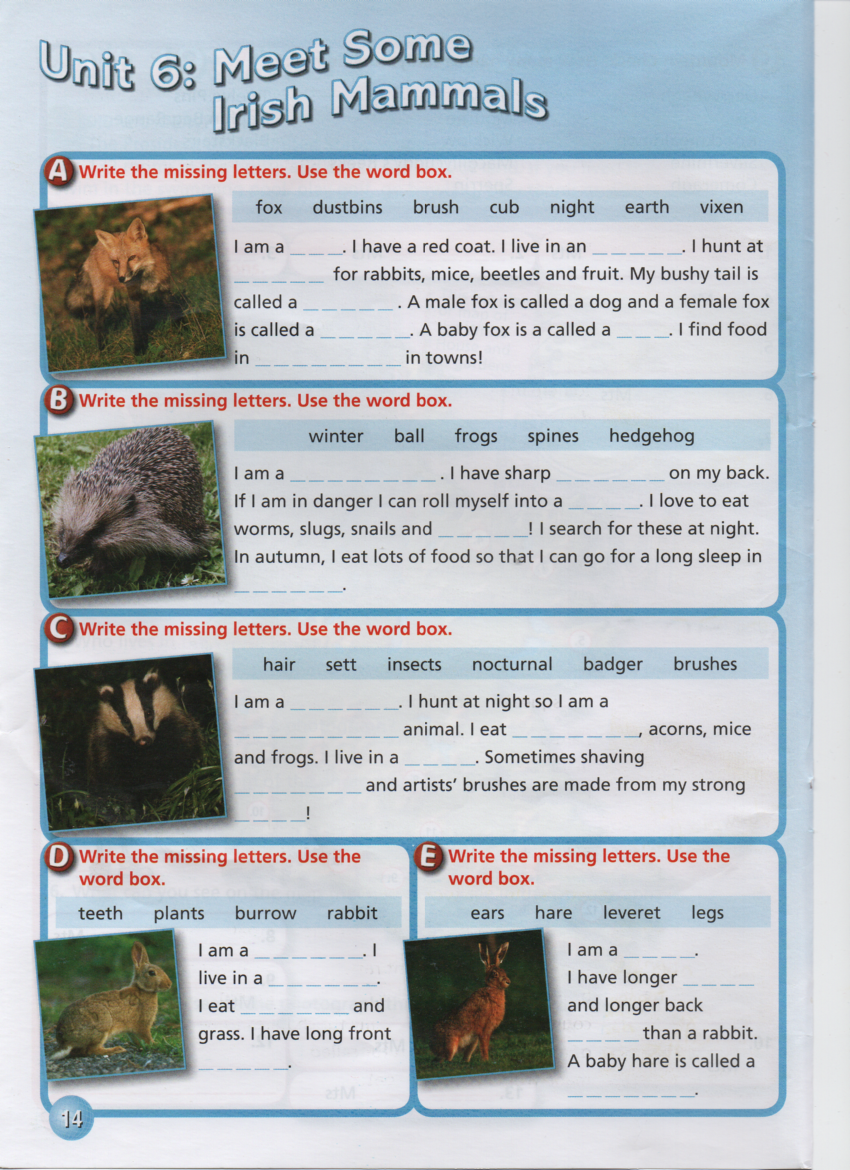 Unit 6: Meet Some
Irish Mammals
A Write the missing letters. Use the word box.
fox dustbins brush cub night earth vixen
I am a _ _ _. I have a red coat. I live in an _ _ _ _ _. I hunt at
_ _ _ _ _ for rabbits, mice, beetles and fruit. My bushy tail is
called a _ _ _ _ _. A male fox is called a dog and a female fox
is called a _ _ _ _ _. A baby fox is a called a _ _ _. I find food
in _ _ _ _ _ _ _ _ in towns!
B Write the missing letters. Use the word box.
winter ball frogs spines hedgehog
I am a _ _ _ _ _ _ _ _. I have sharp _ _ _ _ _ _ on my back.
If I am in danger I can roll myself into a _ _ _ _. I love to eat
worms, slugs, snails and _ _ _ _ _! I search for these at night.
In autumn, I eat lots of food so that I can go for a long sleep in
_ _ _ _ _ _.
C Write the missing letters. Use the word box.
hair sett insects nocturnal badger brushes
I am a _ _ _ _ _ _. I hunt at night so I am a
_ _ _ _ _ _ _ _ _ animal. I eat _ _ _ _ _ _ _, acorns, mice
and frogs. I live in a _ _ _ _. Sometimes shaving
_ _ _ _ _ _ _ and artists' brushes are made from my strong
_ _ _ _!
D Write the missing letters. Use the
word box.
teeth plants burrow rabbit
I am a _ _ _ _ _ _. I
live in a _ _ _ _ _ _.
I eat _ _ _ _ _ _ and
grass. I have long front
_ _ _ _ _.
E Write the missing letters. Use the
word box.
ears hare leveret legs
I am a _ _ _ _.
I have longer _ _ _ _
and longer back
_ _ _ _ than a rabbit.
A baby hare is called a
_ _ _ _ _ _ _.
14